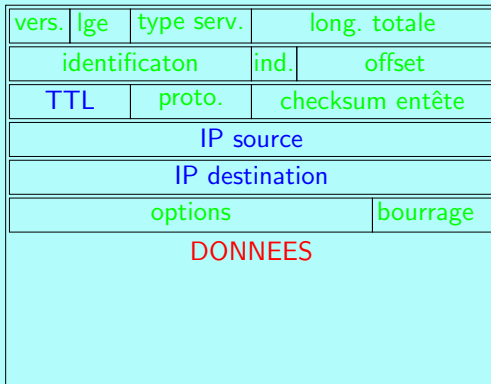 vers. lge type serv. long. totale
identificaton ind. offset
TTL proto. checksum entête
IP source
IP destination
options bourrage
DONNEES